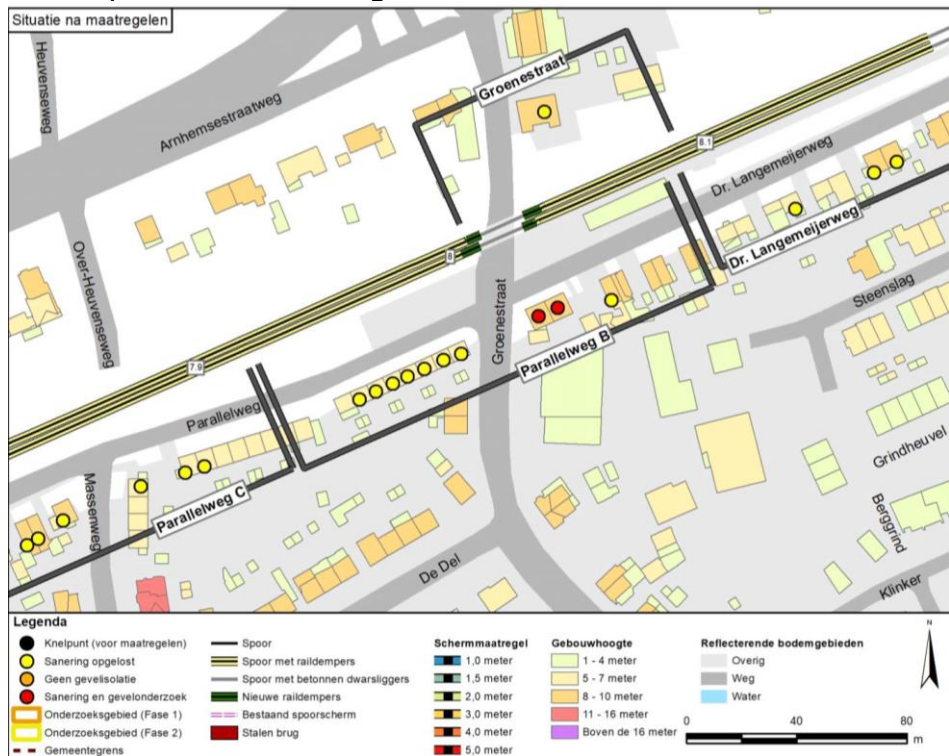 Situatie na maatregelen
Heuvenseweg
Arnhemsestraatweg
Groenestraat
8.1
Dr. Langemeijerweg
Over-Heuvenseweg
8
Dr. Langemeijerweg
Steenslag
Groenestraat
Parallelweg B
7.9
Parallelweg
Grindheuvel
Massenweg
Parallelweg C
Berggrind
De Del
Klinker
Legenda
Knelpunt (voor maatregelen)
Sanering opgelost
Geen gevelisolatie
Sanering en gevelonderzoek
Onderzoeksgebied (Fase 1)
Onderzoeksgebied (Fase 2)
Gemeentegrens
Spoor
Spoor met raildempers
Spoor met betonnen dwarsliggers
Nieuwe raildempers
Bestaand spoorscherm
Stalen brug
Schermmaatregel
1,0 meter
1,5 meter
2,0 meter
3,0 meter
4,0 meter
5,0 meter
Gebouwhoogte
1 - 4 meter
5 - 7 meter
8 - 10 meter
11 - 16 meter
Boven de 16 meter
Reflecterende bodemgebieden
Overig
Weg
Water
N
0 40 80
m